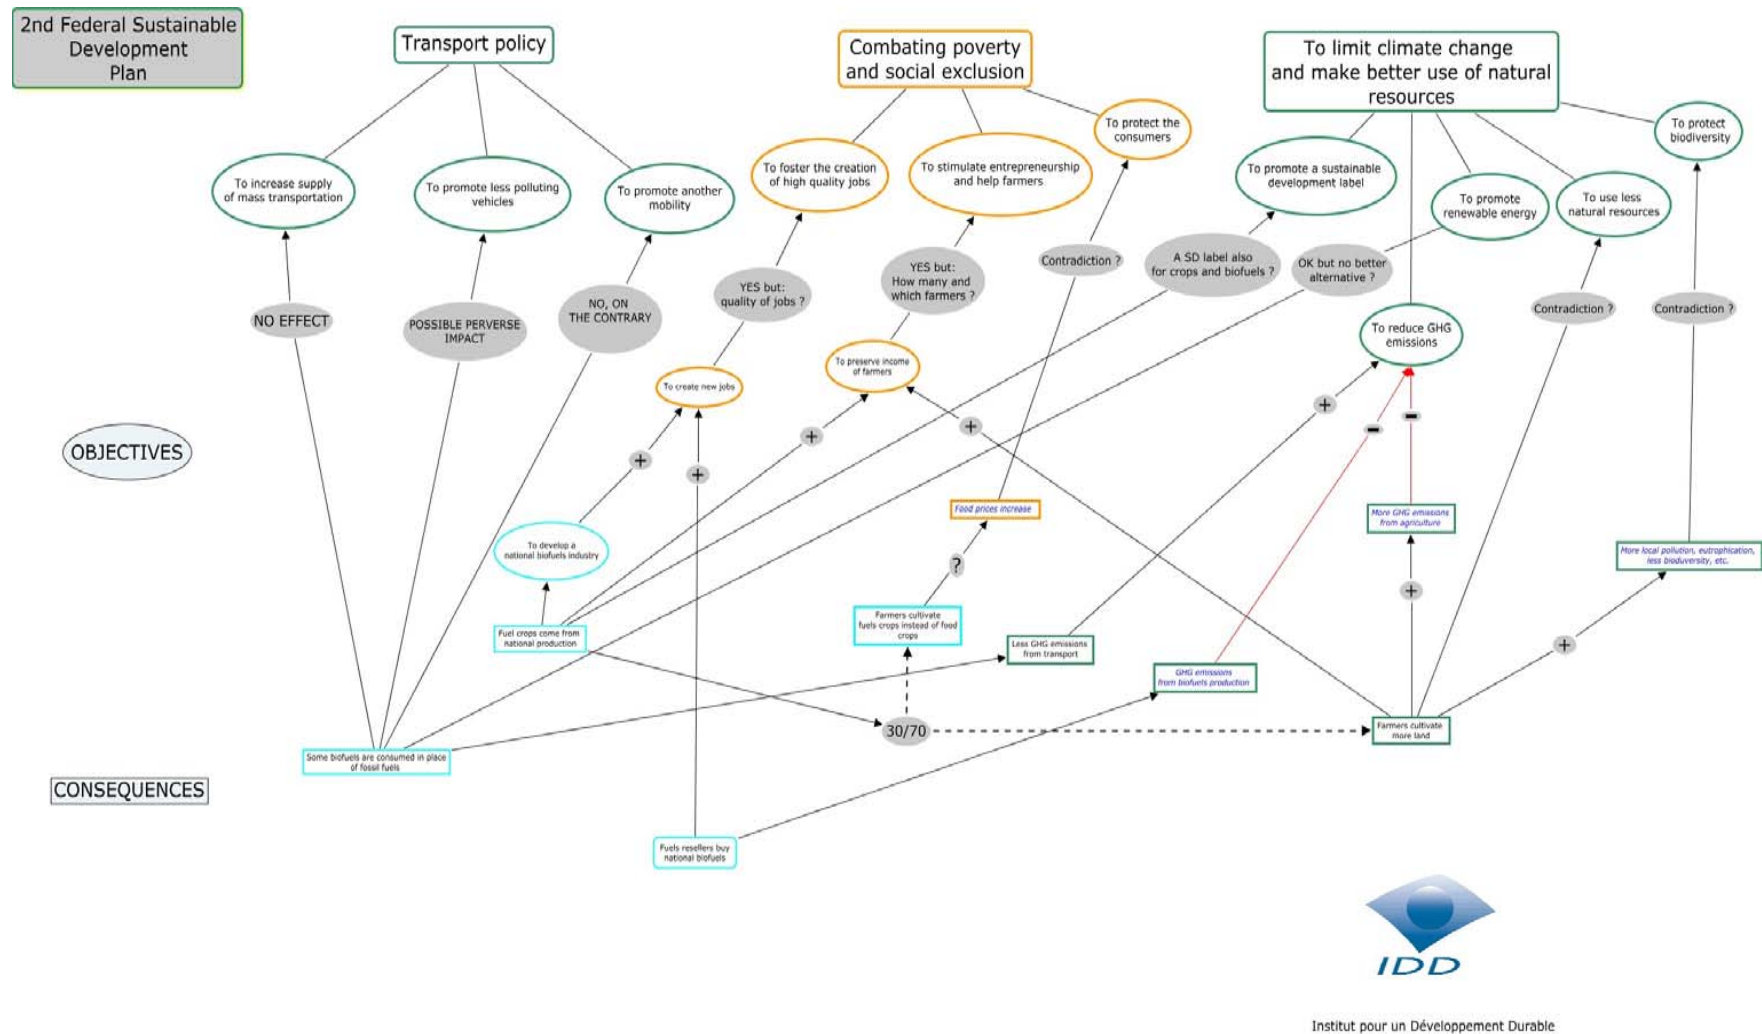 2nd Federal Sustainable
Development
Plan
Transport policy
Combating poverty
and social exclusion
To limit climate change
and make better use of natural
resources
To increase supply
of mass transportation
To promote less polluting
vehicles
To promote another
mobility
To foster the creation
of high quality jobs
To stimulate entrepreneurship
and help farmers
To protect the
consumers
To promote a sustainable
development label
To promote
renewable energy
To use less
natural resources
To protect
biodiversity
NO EFFECT
POSSIBLE PERVERSE
IMPACT
NO, ON
THE CONTRARY
YES but:
quality of jobs ?
YES but:
How many and
which farmers ?
Contradiction ?
A SD label also
for crops and biofuels ?
OK but no better
alternative ?
Contradiction ?
Contradiction ?
To create new jobs
To preserve income
of farmers
To reduce GHG
emissions
+
+
+
+
+
-
-
OBJECTIVES
To develop a
national biofuels industry
Food prices increase
More GHG emissions
from agriculture
More local pollution, eutrophication,
less bioduversity, etc.
?
+
+
Fuel crops come from
national production
Farmers cultivate
fuels crops instead of food
crops
Less GHG emissions
from transport
GHG emissions
from biofuels production
30/70
Farmers cultivate
more land
Some biofuels are consumed in place
of fossil fuels
CONSEQUENCES
Fuels resellers buy
national biofuels
IDD
Institut pour un Développement Durable